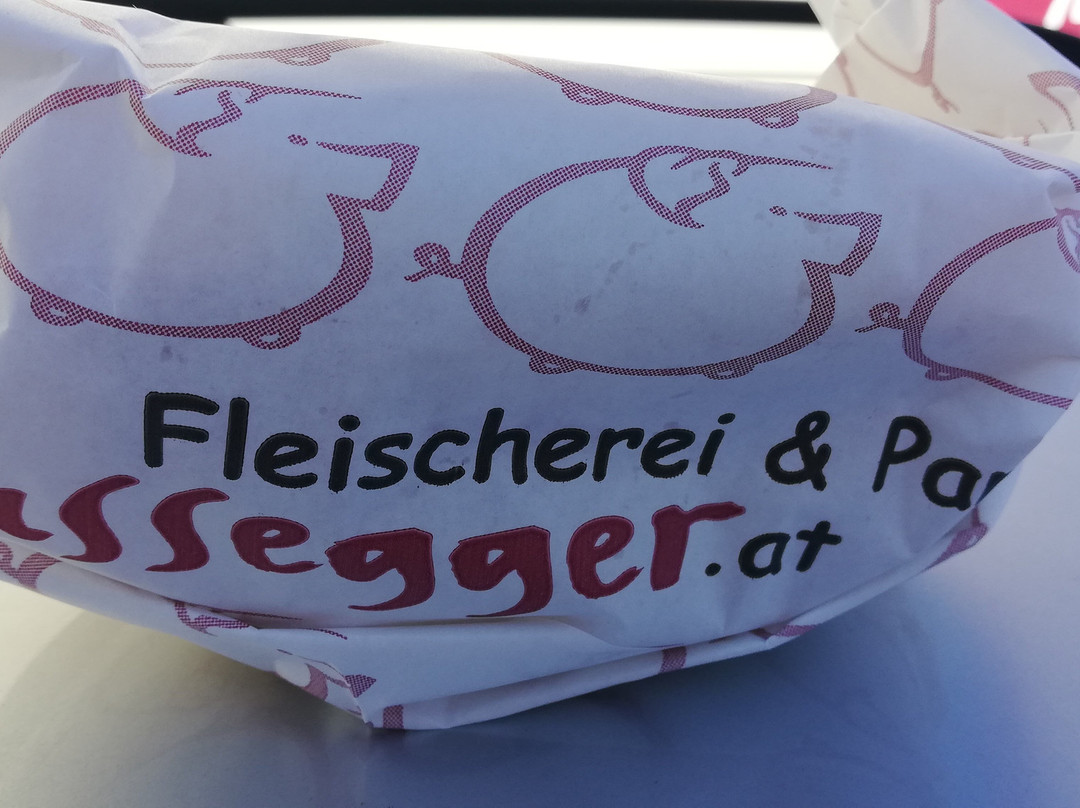 Fleischerei & Pa
ssegger.at